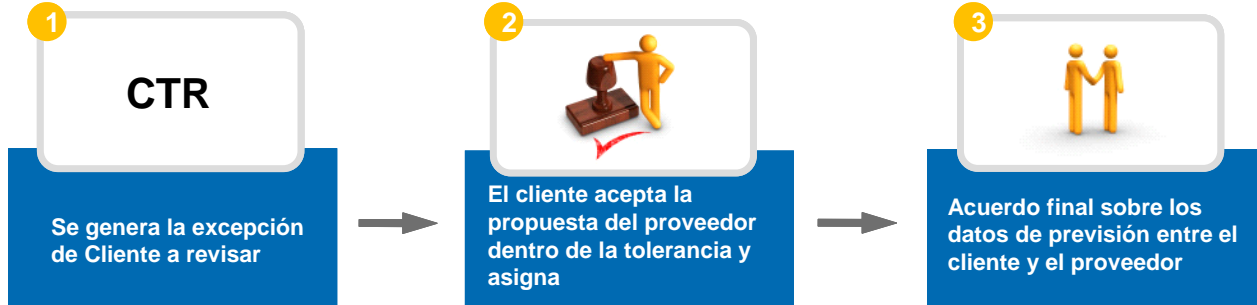 1
CTR
Se genera la excepción
de Cliente a revisar
2
El cliente acepta la
propuesta del proveedor
dentro de la tolerancia y
asigna
3
Acuerdo final sobre los
datos de previsión entre el
cliente y el proveedor